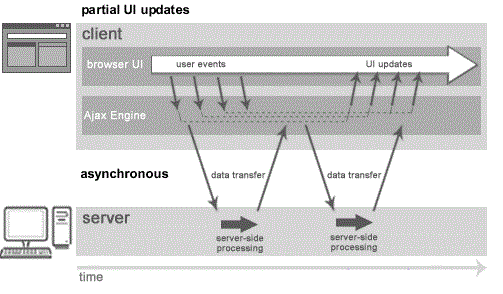 partial UI updates
client
browser UI
user events
UI updates
Ajax Engine
asynchronous
data transfer
data transfer
server
server-side
processing
server-side
processing
time